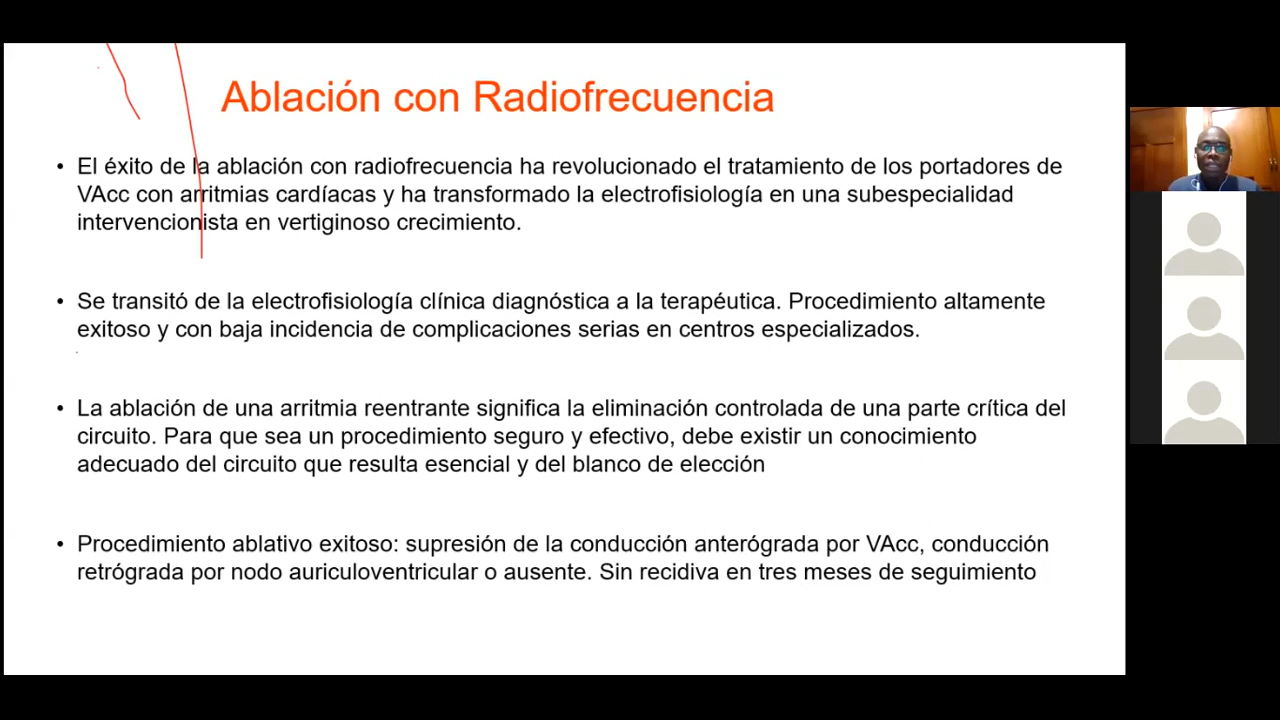 Ablación con Radiofrecuencia
• El éxito de la ablación con radiofrecuencia ha revolucionado el tratamiento de los portadores de
VAcc con arritmias cardíacas y ha transformado la electrofisiología en una subespecialidad
intervencionista en vertiginoso crecimiento.
• Se transitó de la electrofisiología clínica diagnóstica a la terapéutica. Procedimiento altamente
exitoso y con baja incidencia de complicaciones serias en centros especializados.
• La ablación de una arritmia reentrante significa la eliminación controlada de una parte crítica del
circuito. Para que sea un procedimiento seguro y efectivo, debe existir un conocimiento
adecuado del circuito que resulta esencial y del blanco de elección
• Procedimiento ablativo exitoso: supresión de la conducción anterógrada por VAcc, conducción
retrógrada por nodo auriculoventricular o ausente. Sin recidiva en tres meses de seguimiento